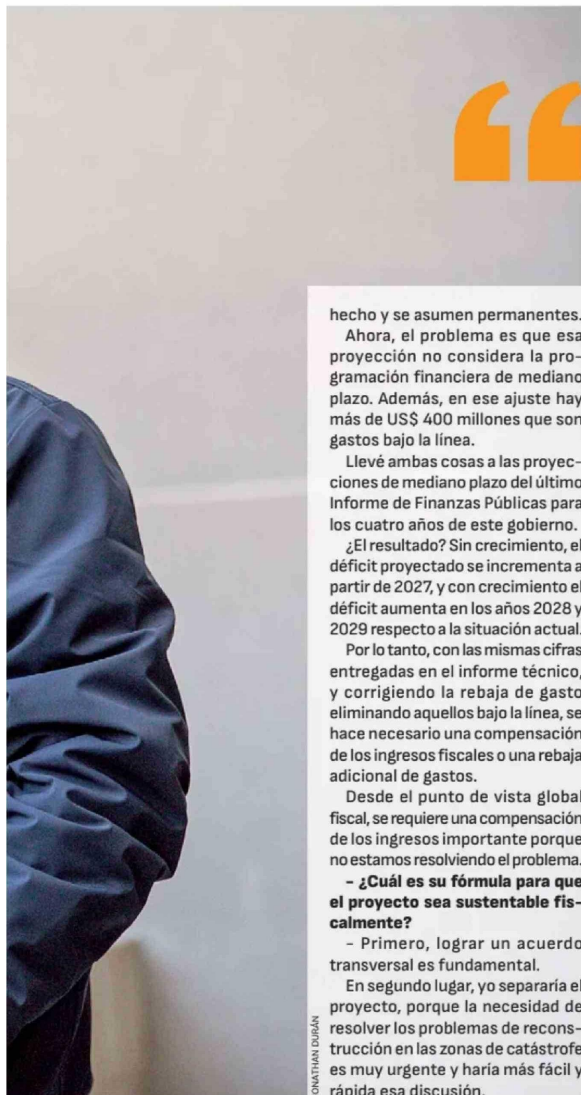 “
hecho y se asumen permanentes.
Ahora, el problema es que esa
proyección no considera la pro-
gramación financiera de mediano
plazo. Además, en ese ajuste hay
más de US$ 400 millones que son
gastos bajo la línea.
Llevé ambas cosas a las proyec-
ciones de mediano plazo del último
Informe de Finanzas Públicas para
los cuatro años de este gobierno.
¿El resultado? Sin crecimiento, el
déficit proyectado se incrementa a
partir de 2027, y con crecimiento el
déficit aumenta en los años 2028 y
2029 respecto a la situación actual.
Por lo tanto, con las mismas cifras
entregadas en el informe técnico,
y corrigiendo la rebaja de gasto
eliminando aquellos bajo la línea, se
hace necesario una compensación
de los ingresos fiscales o una rebaja
adicional de gastos.
Desde el punto de vista global
fiscal, se requiere una compensación
de los ingresos importante porque
no estamos resolviendo el problema.
- ¿Cuál es su fórmula para que
el proyecto sea sustentable fis-
calmente?
- Primero, lograr un acuerdo
transversal es fundamental.
En segundo lugar, yo separaría el
proyecto, porque la necesidad de
resolver los problemas de recons-
trucción en las zonas de catástrofe
es muy urgente y haría más fácil y
rápida esa discusión.
ONATHAN DURÁN